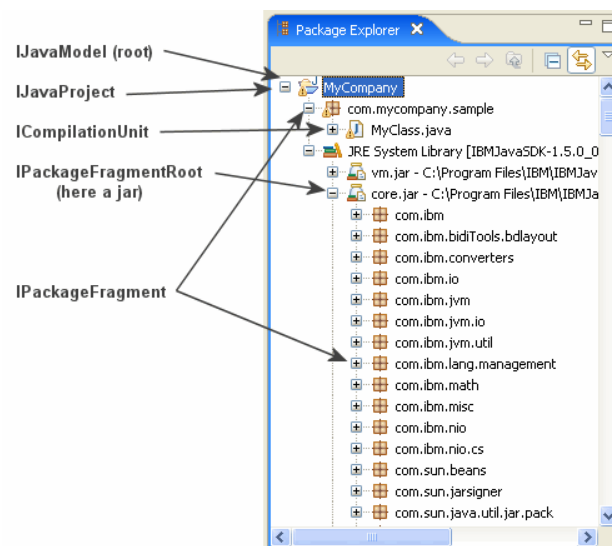 Package Explorer
IJavaModel (root)
IJavaProject
ICompilationUnit
IPackageFragmentRoot
(here a jar)
IPackageFragment
MyCompany
com.mycompany.sample
MyClass.java
JRE System Library [IBMJavaSDK-1.5.0_0
vm.jar - C:\Program Files\IBM\IBMJav
core.jar - C:\Program Files\IBM\IBMJa
com.ibm
com.ibm.bidiTools.bdlayout
com.ibm.converters
com.ibm.io
com.ibm.jvm
com.ibm.jvm.io
com.ibm.jvm.util
com.ibm.lang.management
com.ibm.math
com.ibm.misc
com.ibm.nio
com.ibm.nio.cs
com.sun.beans
com.sun.jarsigner
com.sun.java.util.jar.pack